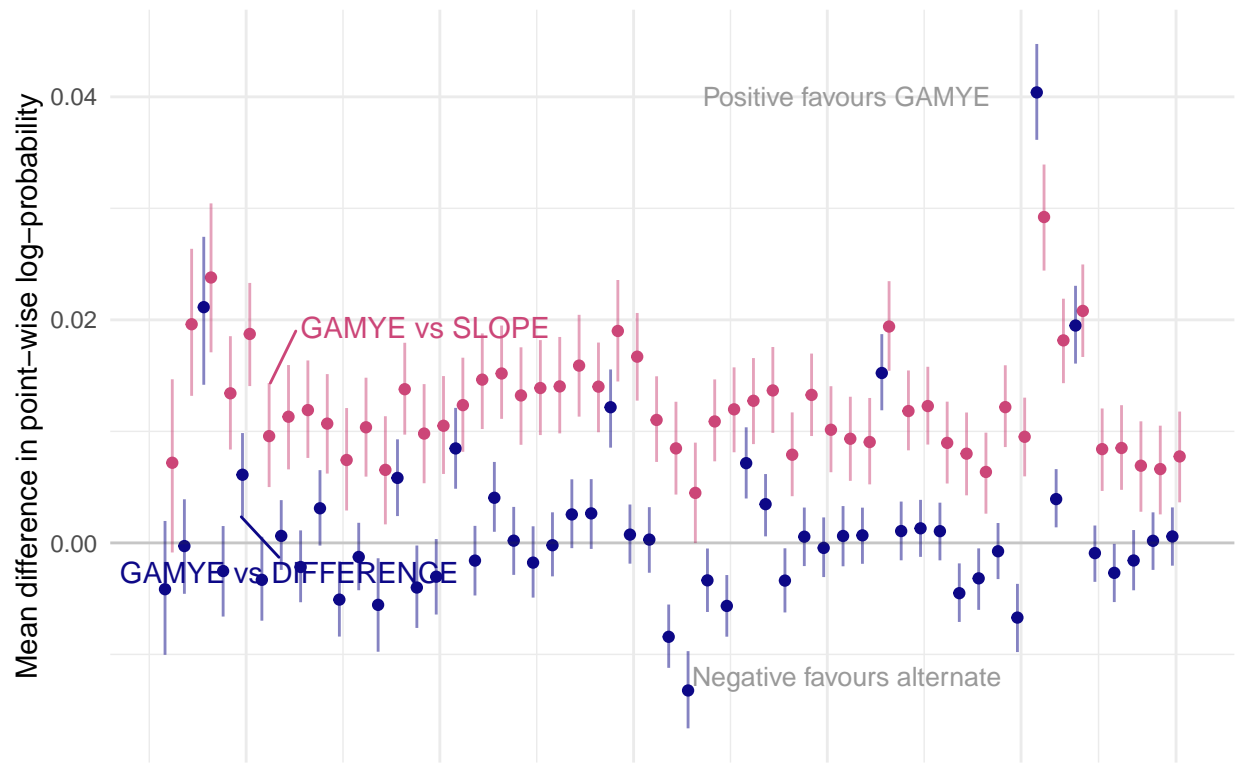 Mean difference in point−wise log−probability
0.04
Positive favours GAMYE
0.02
GAMYE vs SLOPE
0.00
GAMYE vs DIFFERENCE
Negative favours alternate